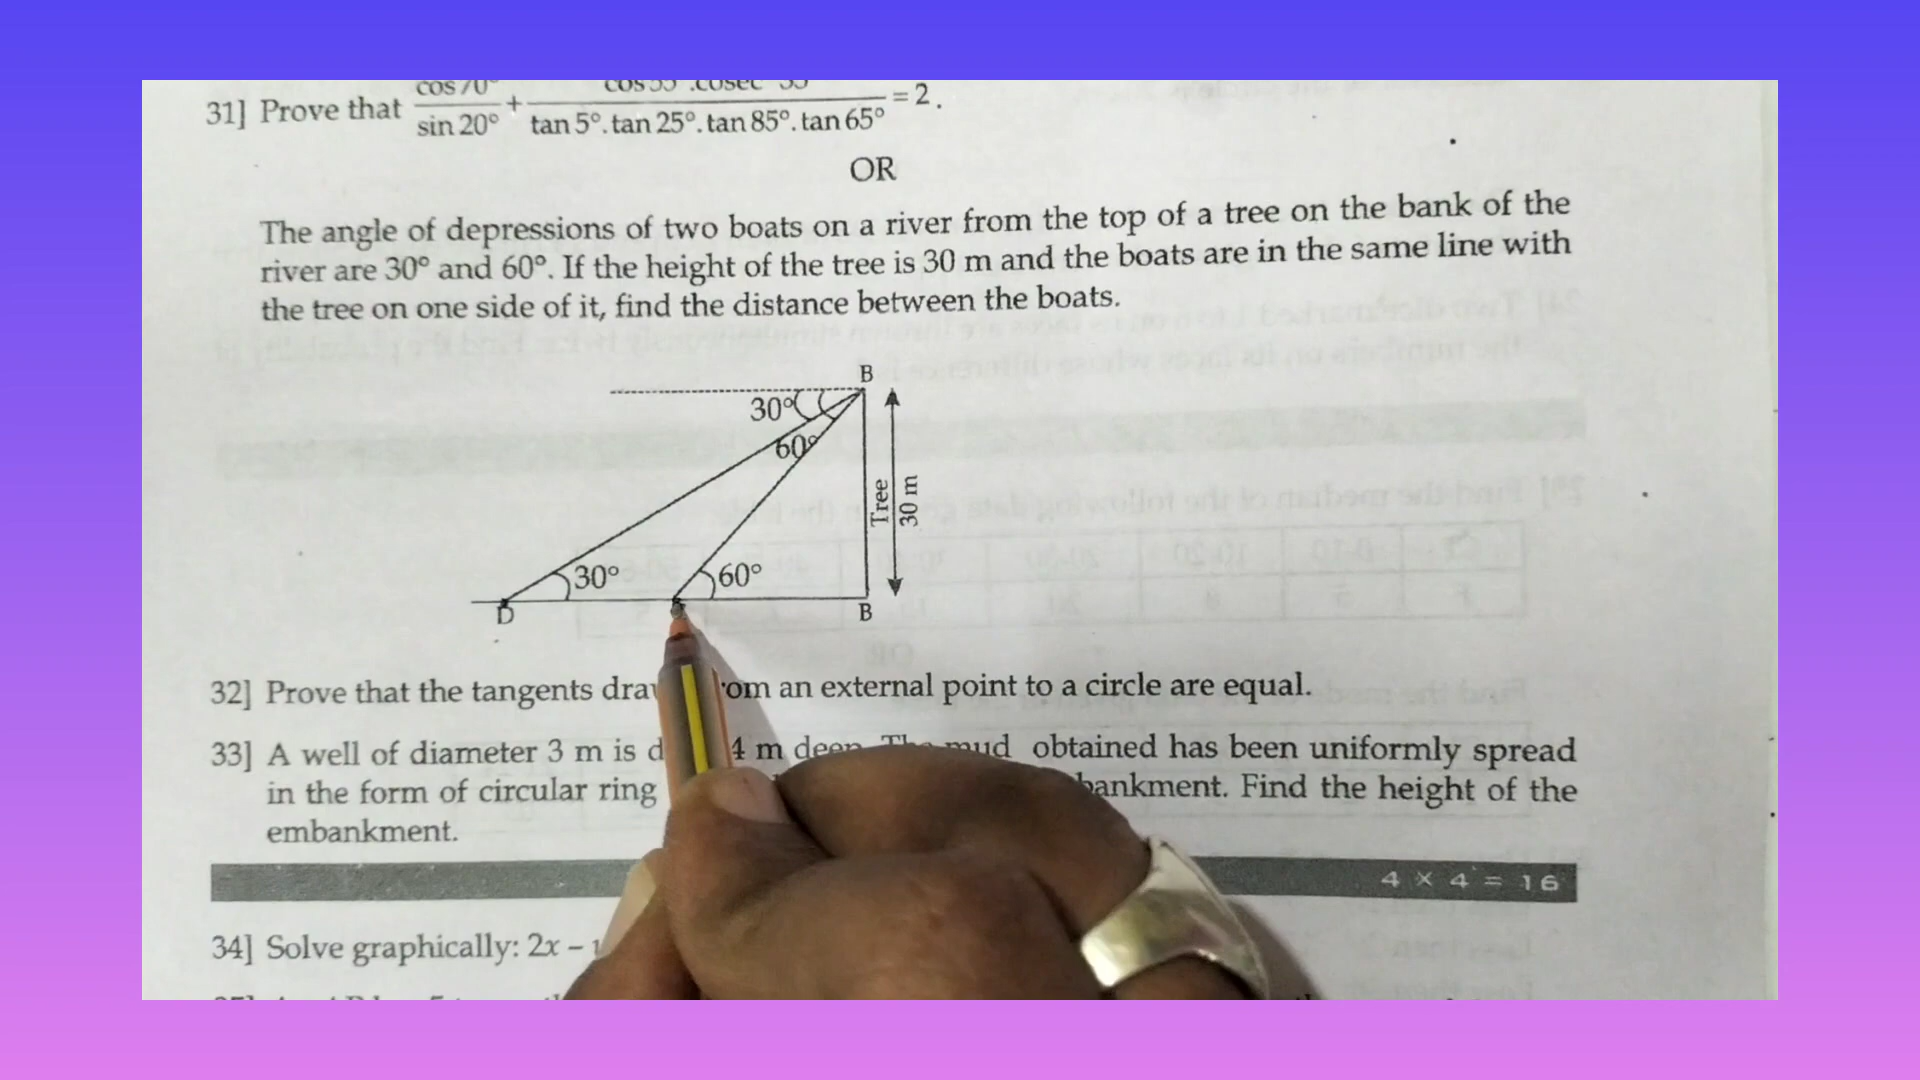 cos 70°
31] Prove that ─── + ─── = 2.
sin 20° tan 5°. tan 25°. tan 85°. tan 65°
OR
The angle of depressions of two boats on a river from the top of a tree on the bank of the
river are 30° and 60°. If the height of the tree is 30 m and the boats are in the same line with
the tree on one side of it, find the distance between the boats.
B
30°
60°
Tree
30 m
30°
60°
D
B
32] Prove that the tangents an external point to a circle are equal.
33] A well of diameter 3 m is 4 m deep. The mud obtained has been uniformly spread
in the form of circular ring Find the height of the
embankment.
4 × 4 = 16
34] Solve graphically: 2x –